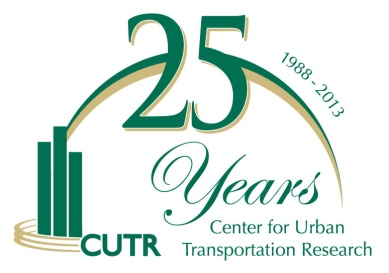 25
1988 - 2013
Years
CUTR
Center for Urban
Transportation Research